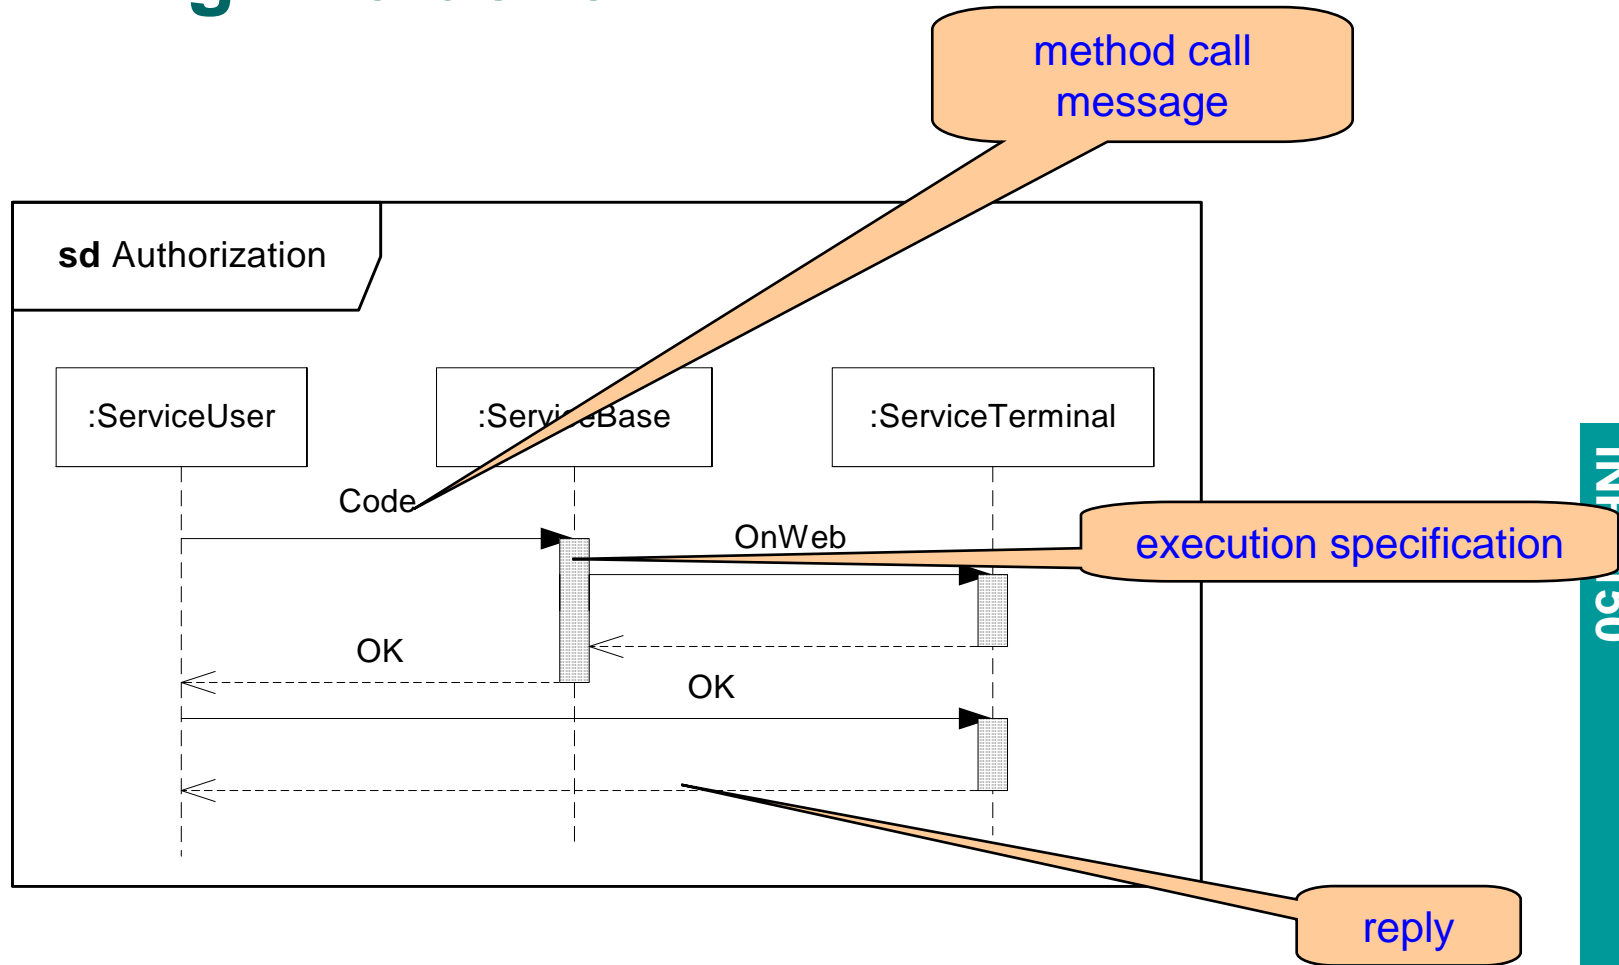 method call
message
sd Authorization
:ServiceUser
:ServiceBase
:ServiceTerminal
Code
OnWeb
execution specification
OK
OK
reply